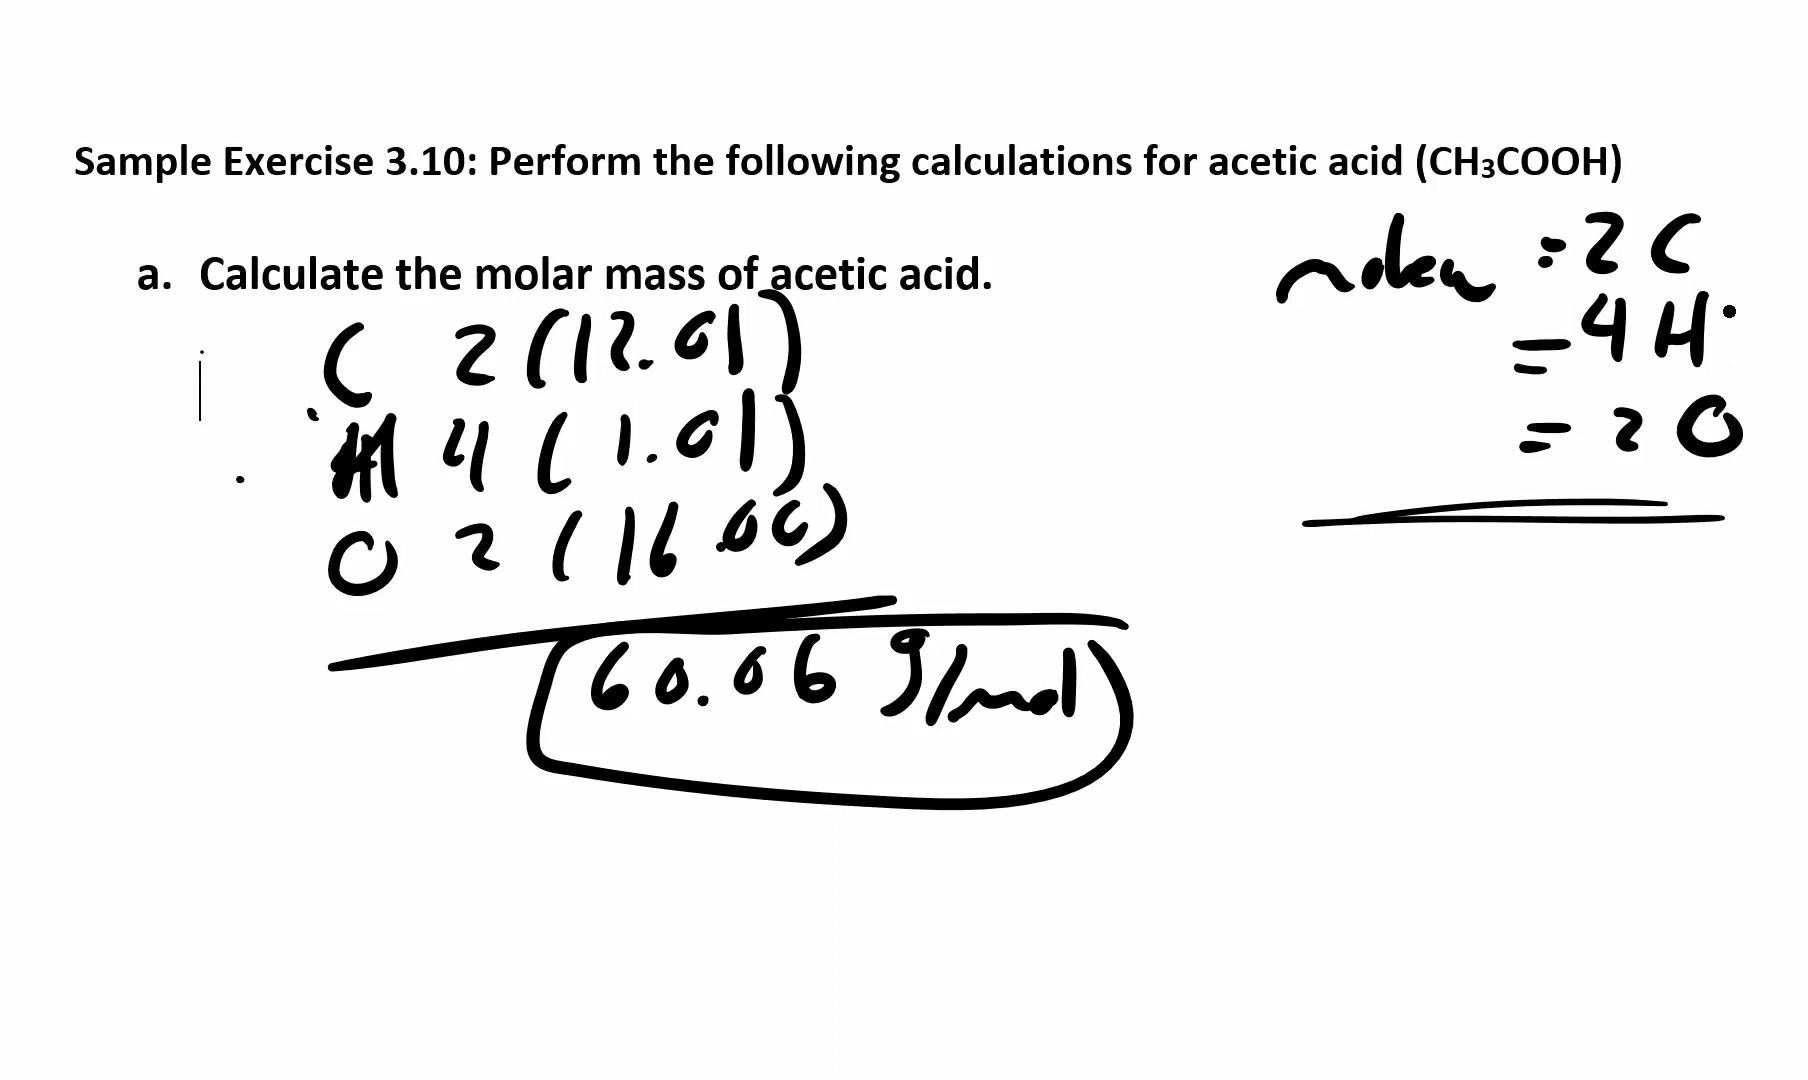 Sample Exercise 3.10: Perform the following calculations for acetic acid (CH₃COOH)
a. Calculate the molar mass of acetic acid.
C 2 (12.01)
H 4 (1.01)
O 2 (16.00)
60.06 g/mol
= 2 C
= 4 H
= 2 O